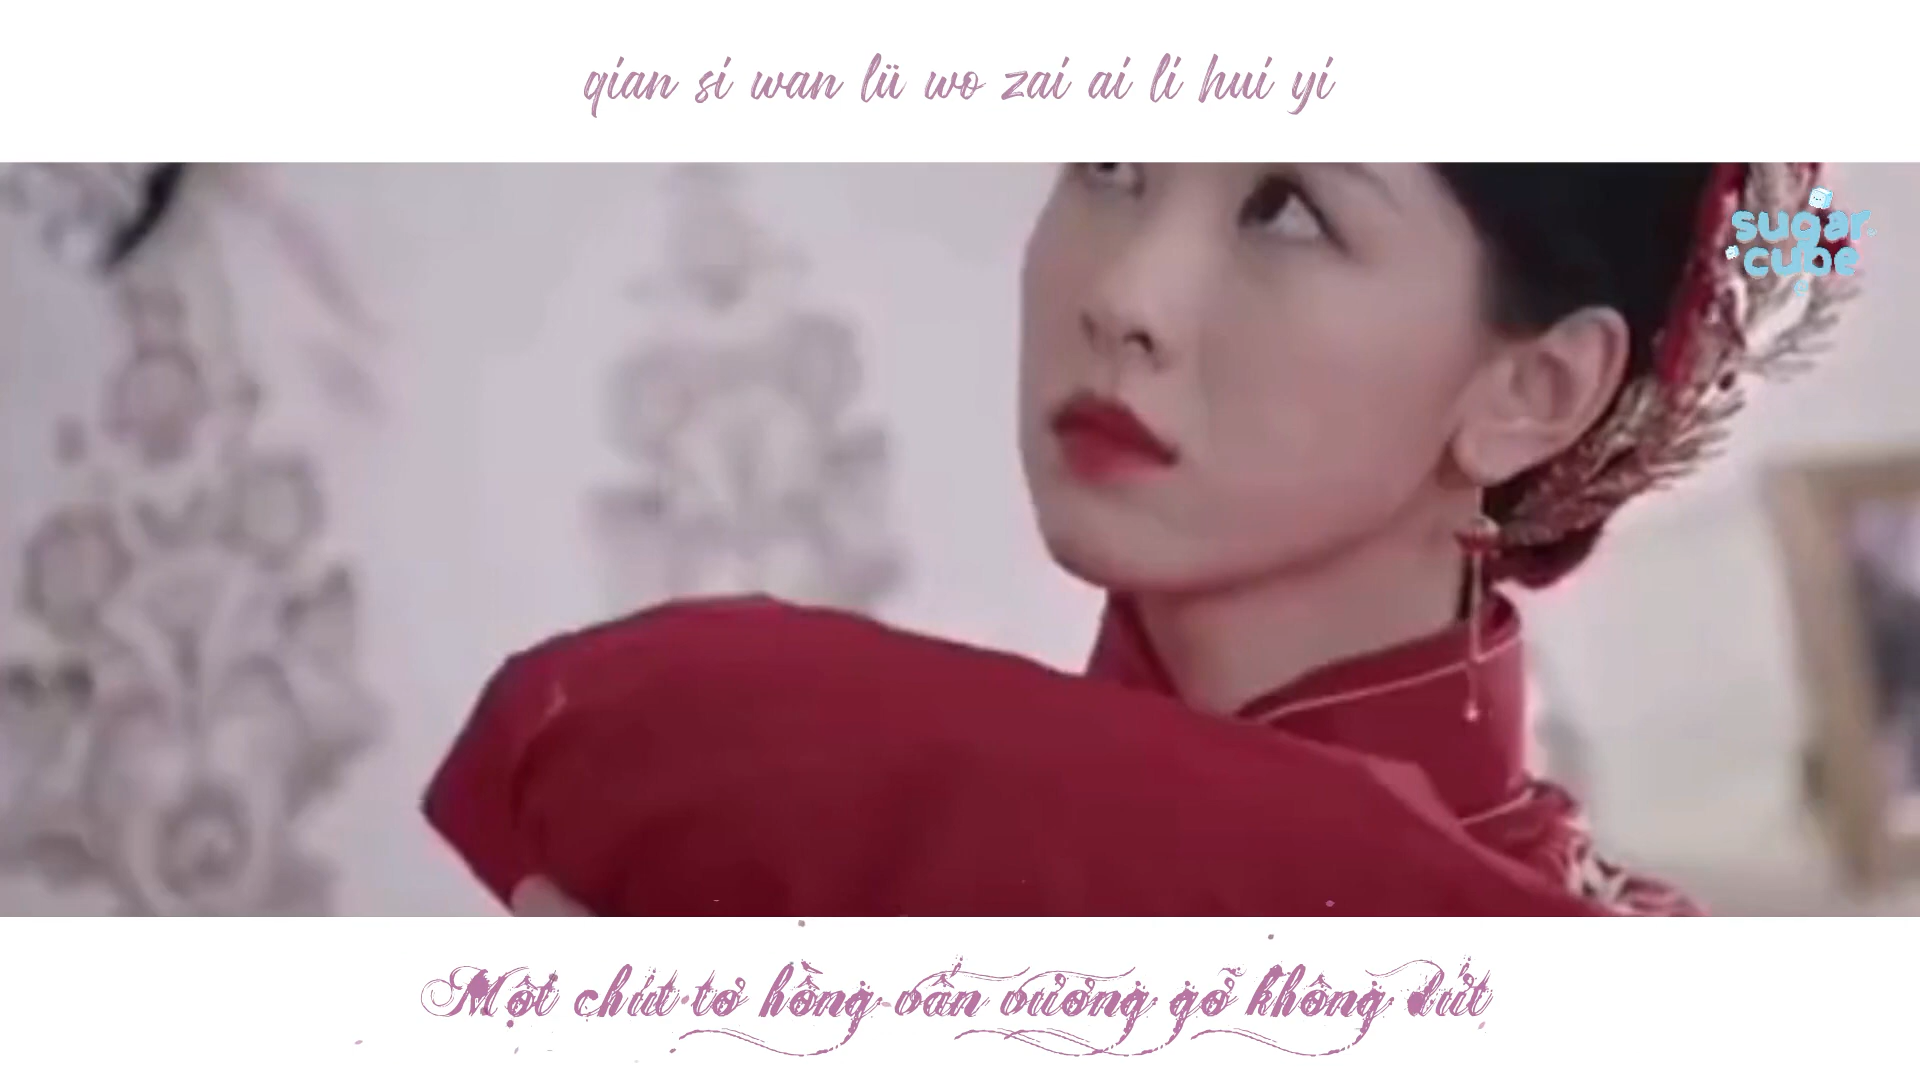 qian si wan lü wo zai ai li hui yi
sugar
cube
Một chút tơ hồng vấn vương gỡ không dứt